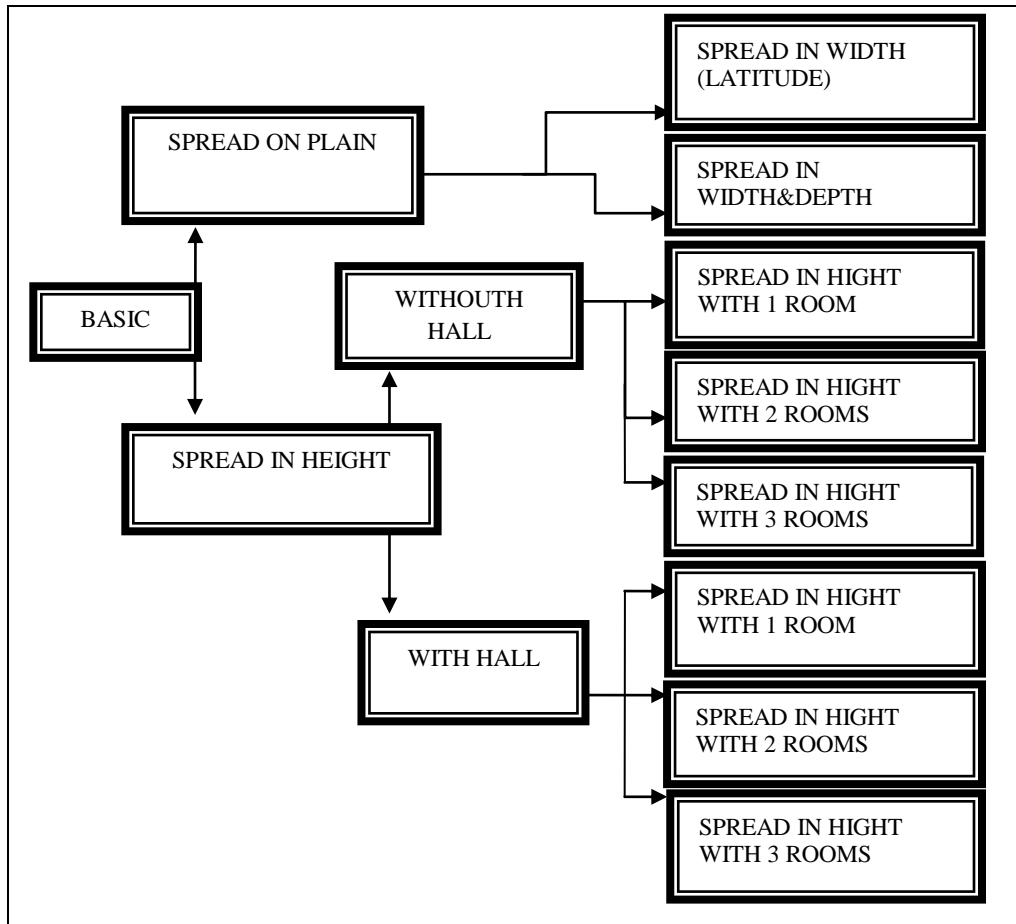 SPREAD IN WIDTH
(LATITUDE)
SPREAD ON PLAIN
SPREAD IN
WIDTH&DEPTH
BASIC
WITHOUTH
HALL
SPREAD IN HIGHT
WITH 1 ROOM
SPREAD IN HIGHT
WITH 2 ROOMS
SPREAD IN HEIGHT
SPREAD IN HIGHT
WITH 3 ROOMS
WITH HALL
SPREAD IN HIGHT
WITH 1 ROOM
SPREAD IN HIGHT
WITH 2 ROOMS
SPREAD IN HIGHT
WITH 3 ROOMS